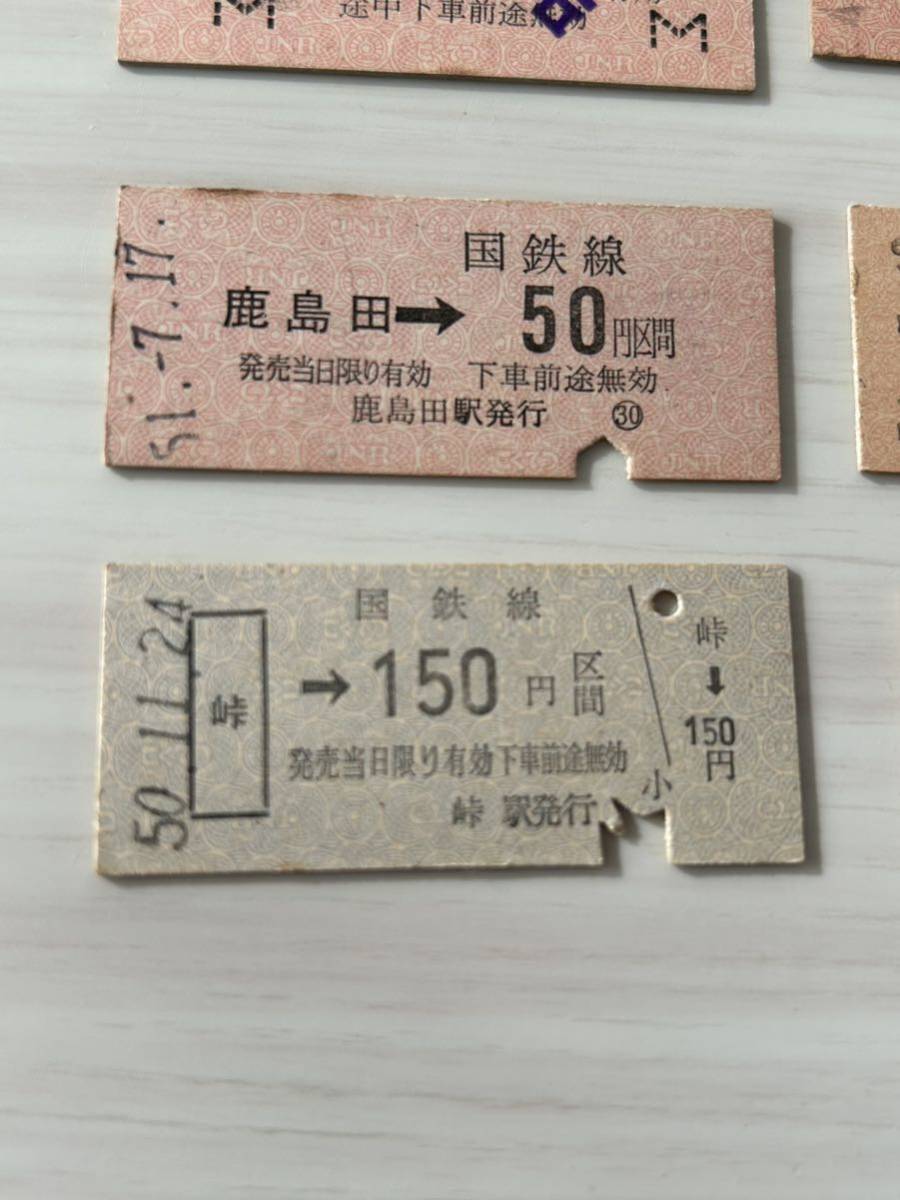 途中下車前途無効
51.-7.17.
国鉄線
鹿島田→50円区間
発売当日限り有効 下車前途無効
鹿島田駅発行 ㉚
50.11.24
国鉄線
峠→150円区間
発売当日限り有効下車前途無効
峠駅発行
小
峠
↓
150
円